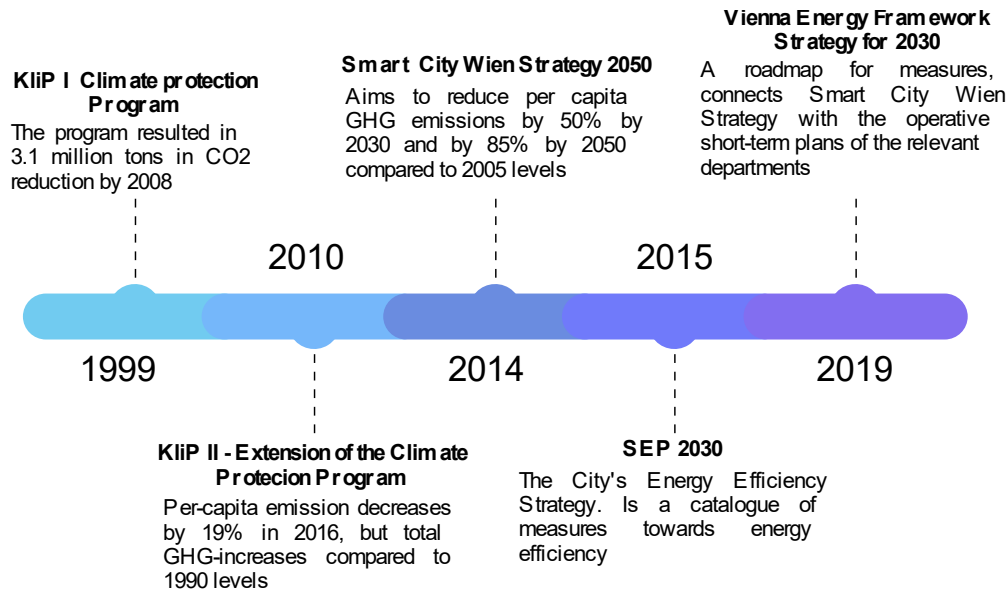 KliP I Climate protection
Program
The program resulted in
3.1 million tons in CO2
reduction by 2008
Smart City Wien Strategy 2050
Aims to reduce per capita
GHG emissions by 50% by
2030 and by 85% by 2050
compared to 2005 levels
Vienna Energy Framework
Strategy for 2030
A roadmap for measures,
connects Smart City Wien
Strategy with the operative
short-term plans of the relevant
departments
2010
2015
1999
2014
2019
KliP II - Extension of the Climate
Protecion Program
Per-capita emission decreases
by 19% in 2016, but total
GHG-increases compared to
1990 levels
SEP 2030
The City's Energy Efficiency
Strategy. Is a catalogue of
measures towards energy
efficiency